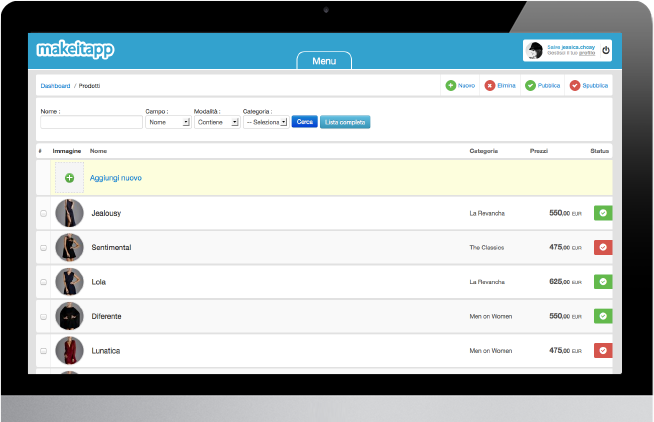 makeitapp
Salve jessica.chcay
Gestisci il tuo profilo
Menu
Dashboard / Prodotti
Nuovo Elimina Pubblica Spubblica
Nome : Campo : Modalità : Categoria :
Nome Contiene -- Seleziona Cerca Lista completa
# Immagine Nome Categoria Prezzi Status
Aggiungi nuovo
Jealousy La Revancha 550,00 EUR
Sentimental The Classics 475,00 EUR
Lola La Revancha 625,00 EUR
Diferente Men on Women 550,00 EUR
Lunatica Men on Women 475,00 EUR